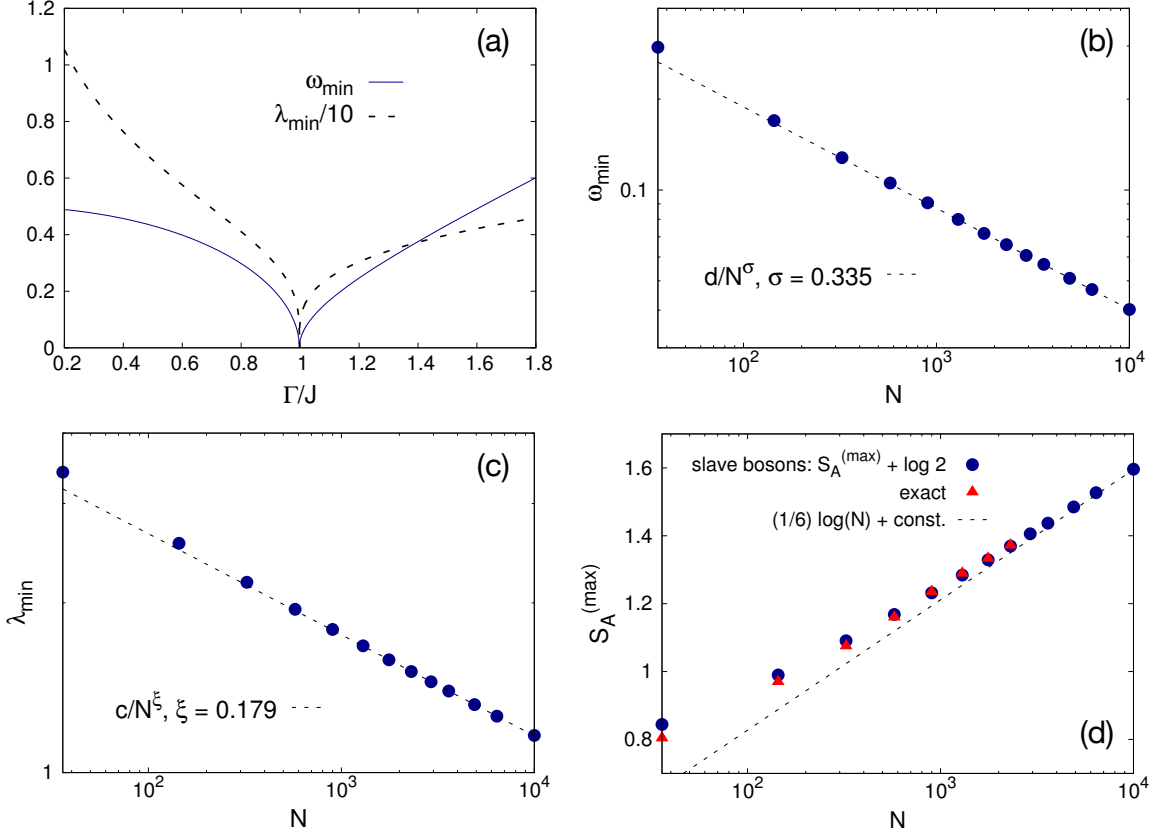 (a)
1.2
1
0.8
0.6
0.4
0.2
0
ω_min
λ_min/10
0.2 0.4 0.6 0.8 1 1.2 1.4 1.6 1.8
Γ/J
(b)
ω_min
0.1
d/N^σ, σ = 0.335
10^2 10^3 10^4
N
(c)
λ_min
1
c/N^ξ, ξ = 0.179
10^2 10^3 10^4
N
S_A^(max)
1.6
1.4
1.2
1
0.8
slave bosons: S_A^(max) + log 2
exact
(1/6) log(N) + const.
(d)
10^2 10^3 10^4
N